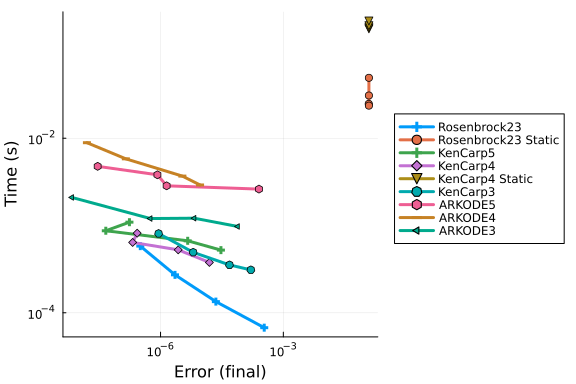 Time (s)
10⁻²
10⁻⁴
10⁻⁶
10⁻³
Error (final)
Rosenbrock23
Rosenbrock23 Static
KenCarp5
KenCarp4
KenCarp4 Static
KenCarp3
ARKODE5
ARKODE4
ARKODE3